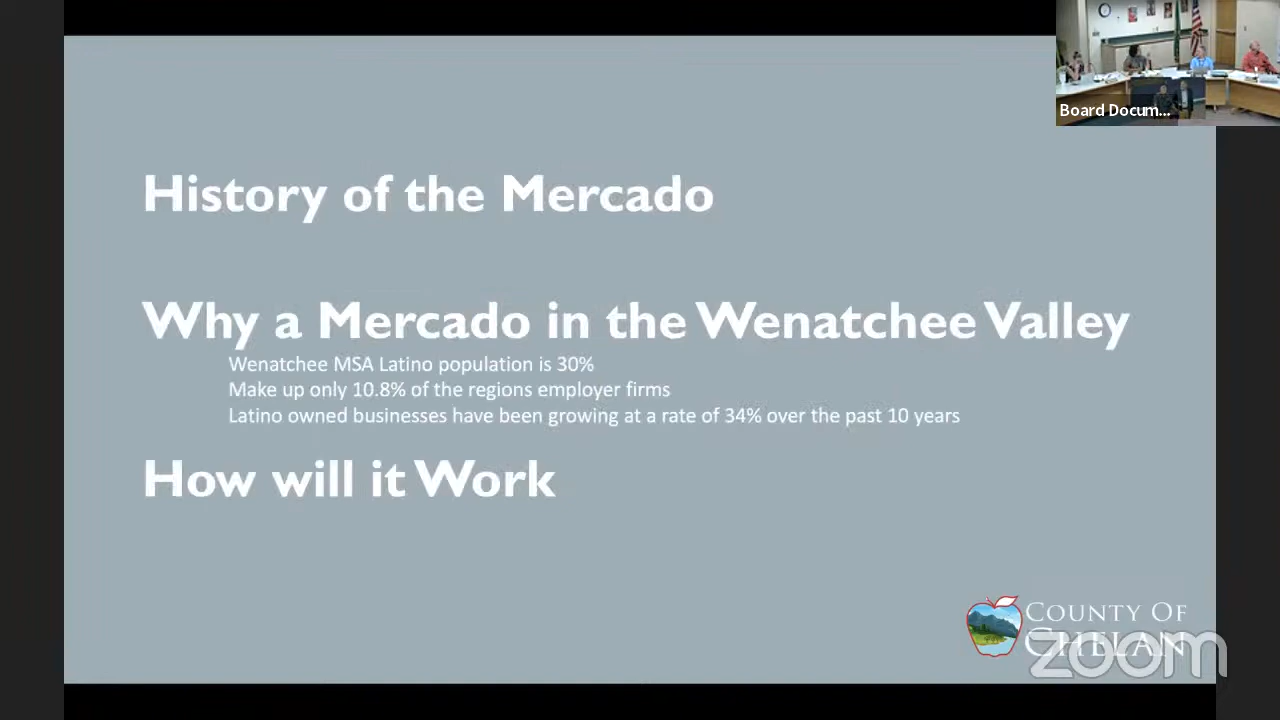 Board Docum...
History of the Mercado
Why a Mercado in the Wenatchee Valley
Wenatchee MSA Latino population is 30%
Make up only 10.8% of the regions employer firms
Latino owned businesses have been growing at a rate of 34% over the past 10 years
How will it Work
COUNTY OF
CHELAN
zoom